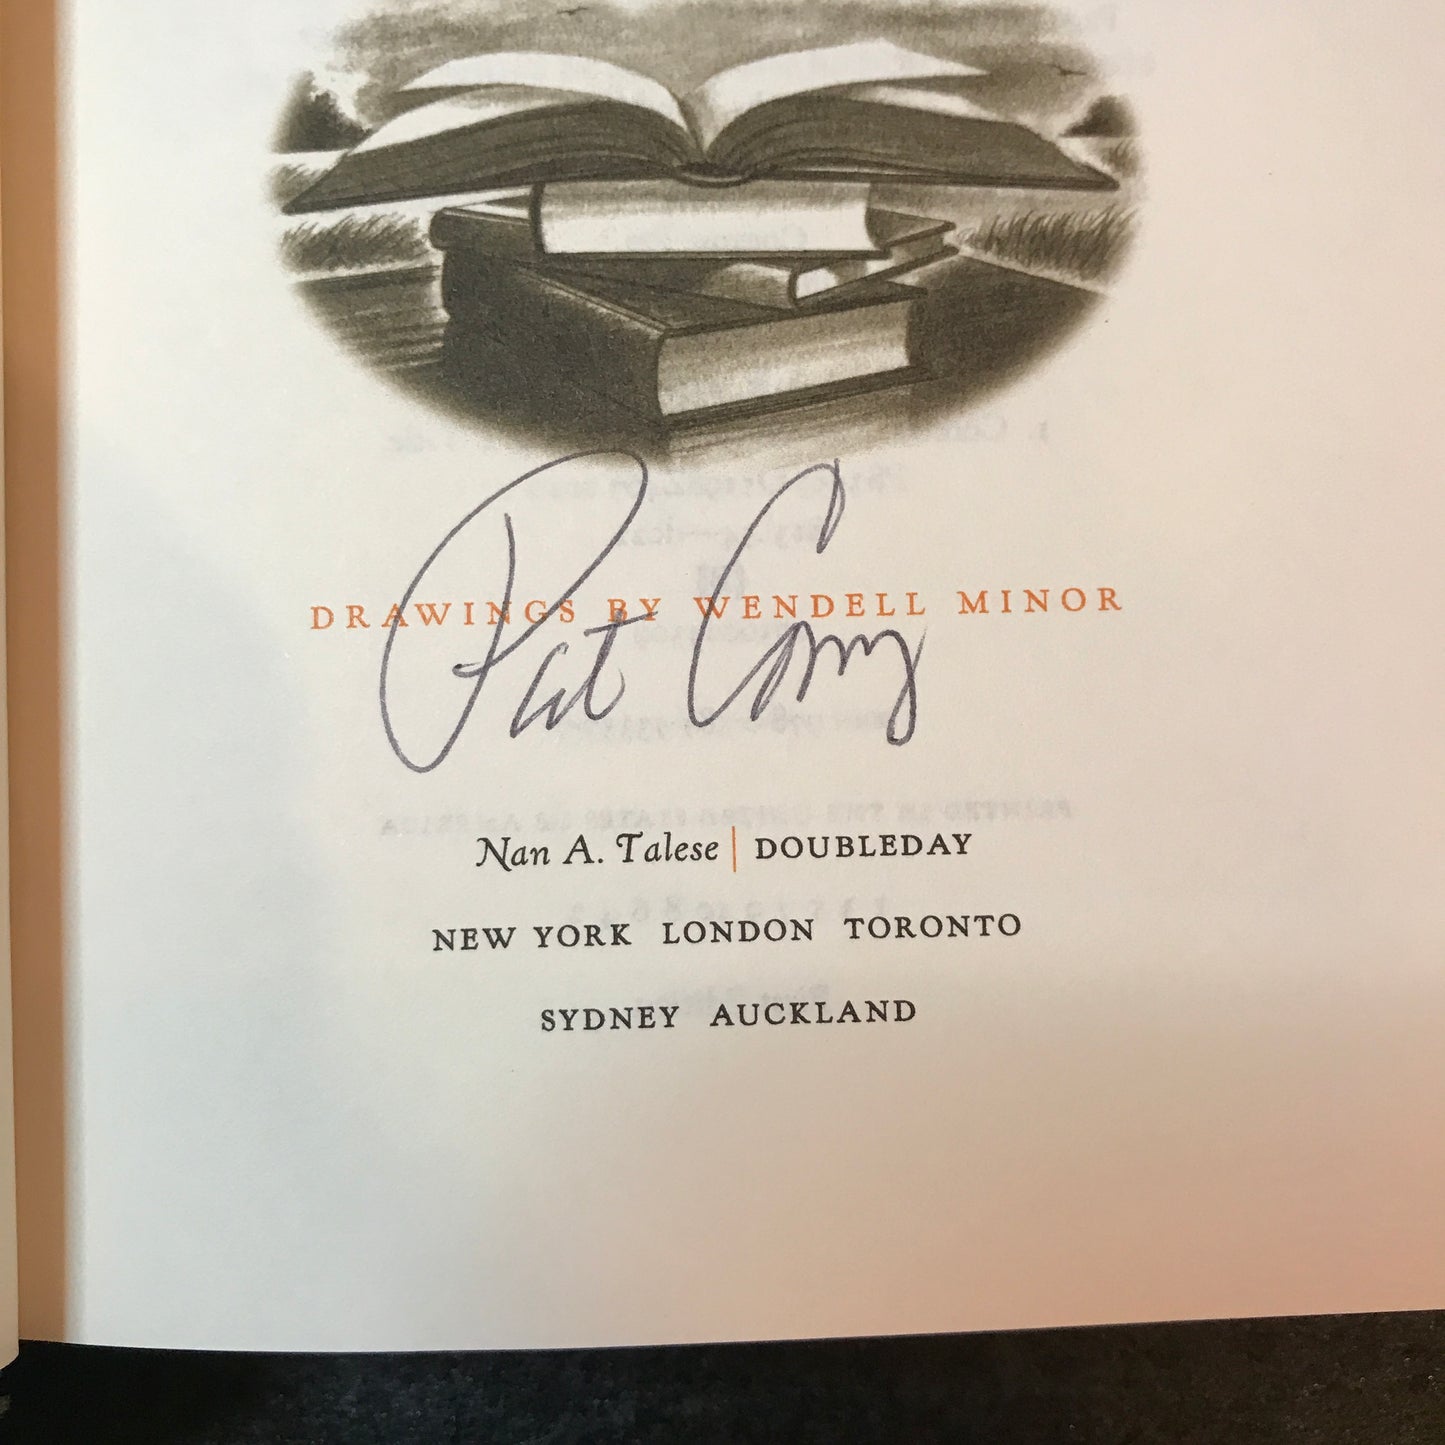 DRAWINGS BY WENDELL MINOR
Pat Conroy
Nan A. Talese | DOUBLEDAY
NEW YORK LONDON TORONTO
SYDNEY AUCKLAND